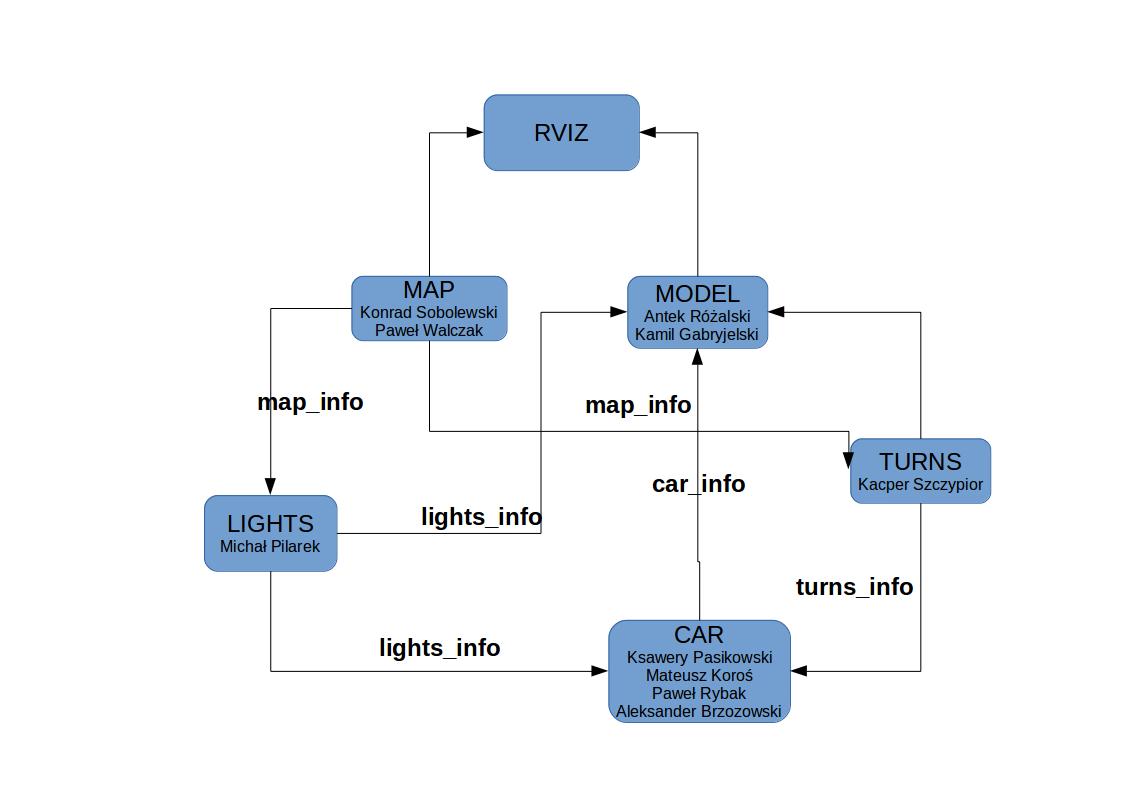 RVIZ
MAP
Konrad Sobolewski
Paweł Walczak
MODEL
Antek Różalski
Kamil Gabryjelski
map_info
map_info
TURNS
Kacper Szczypior
car_info
LIGHTS
Michał Pilarek
lights_info
turns_info
lights_info
CAR
Ksawery Pasikowski
Mateusz Koroś
Paweł Rybak
Aleksander Brzozowski